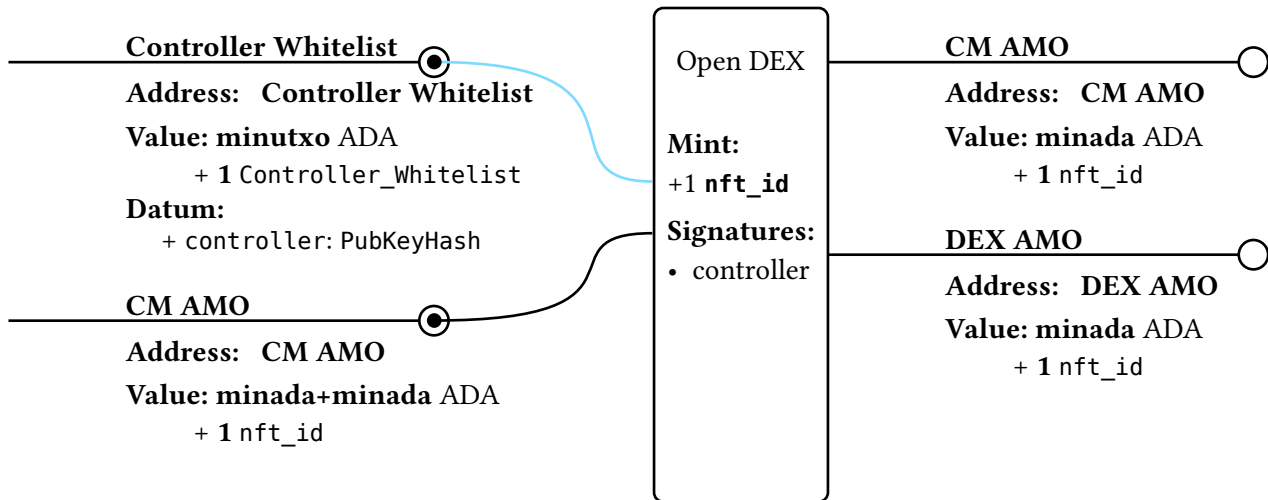 Controller Whitelist
Address: Controller Whitelist
Value: minutxo ADA
+ 1 Controller_Whitelist
Datum:
+ controller: PubKeyHash
CM AMO
Address: CM AMO
Value: minada+minada ADA
+ 1 nft_id
Open DEX
Mint:
+1 nft_id
Signatures:
• controller
CM AMO
Address: CM AMO
Value: minada ADA
+ 1 nft_id
DEX AMO
Address: DEX AMO
Value: minada ADA
+ 1 nft_id